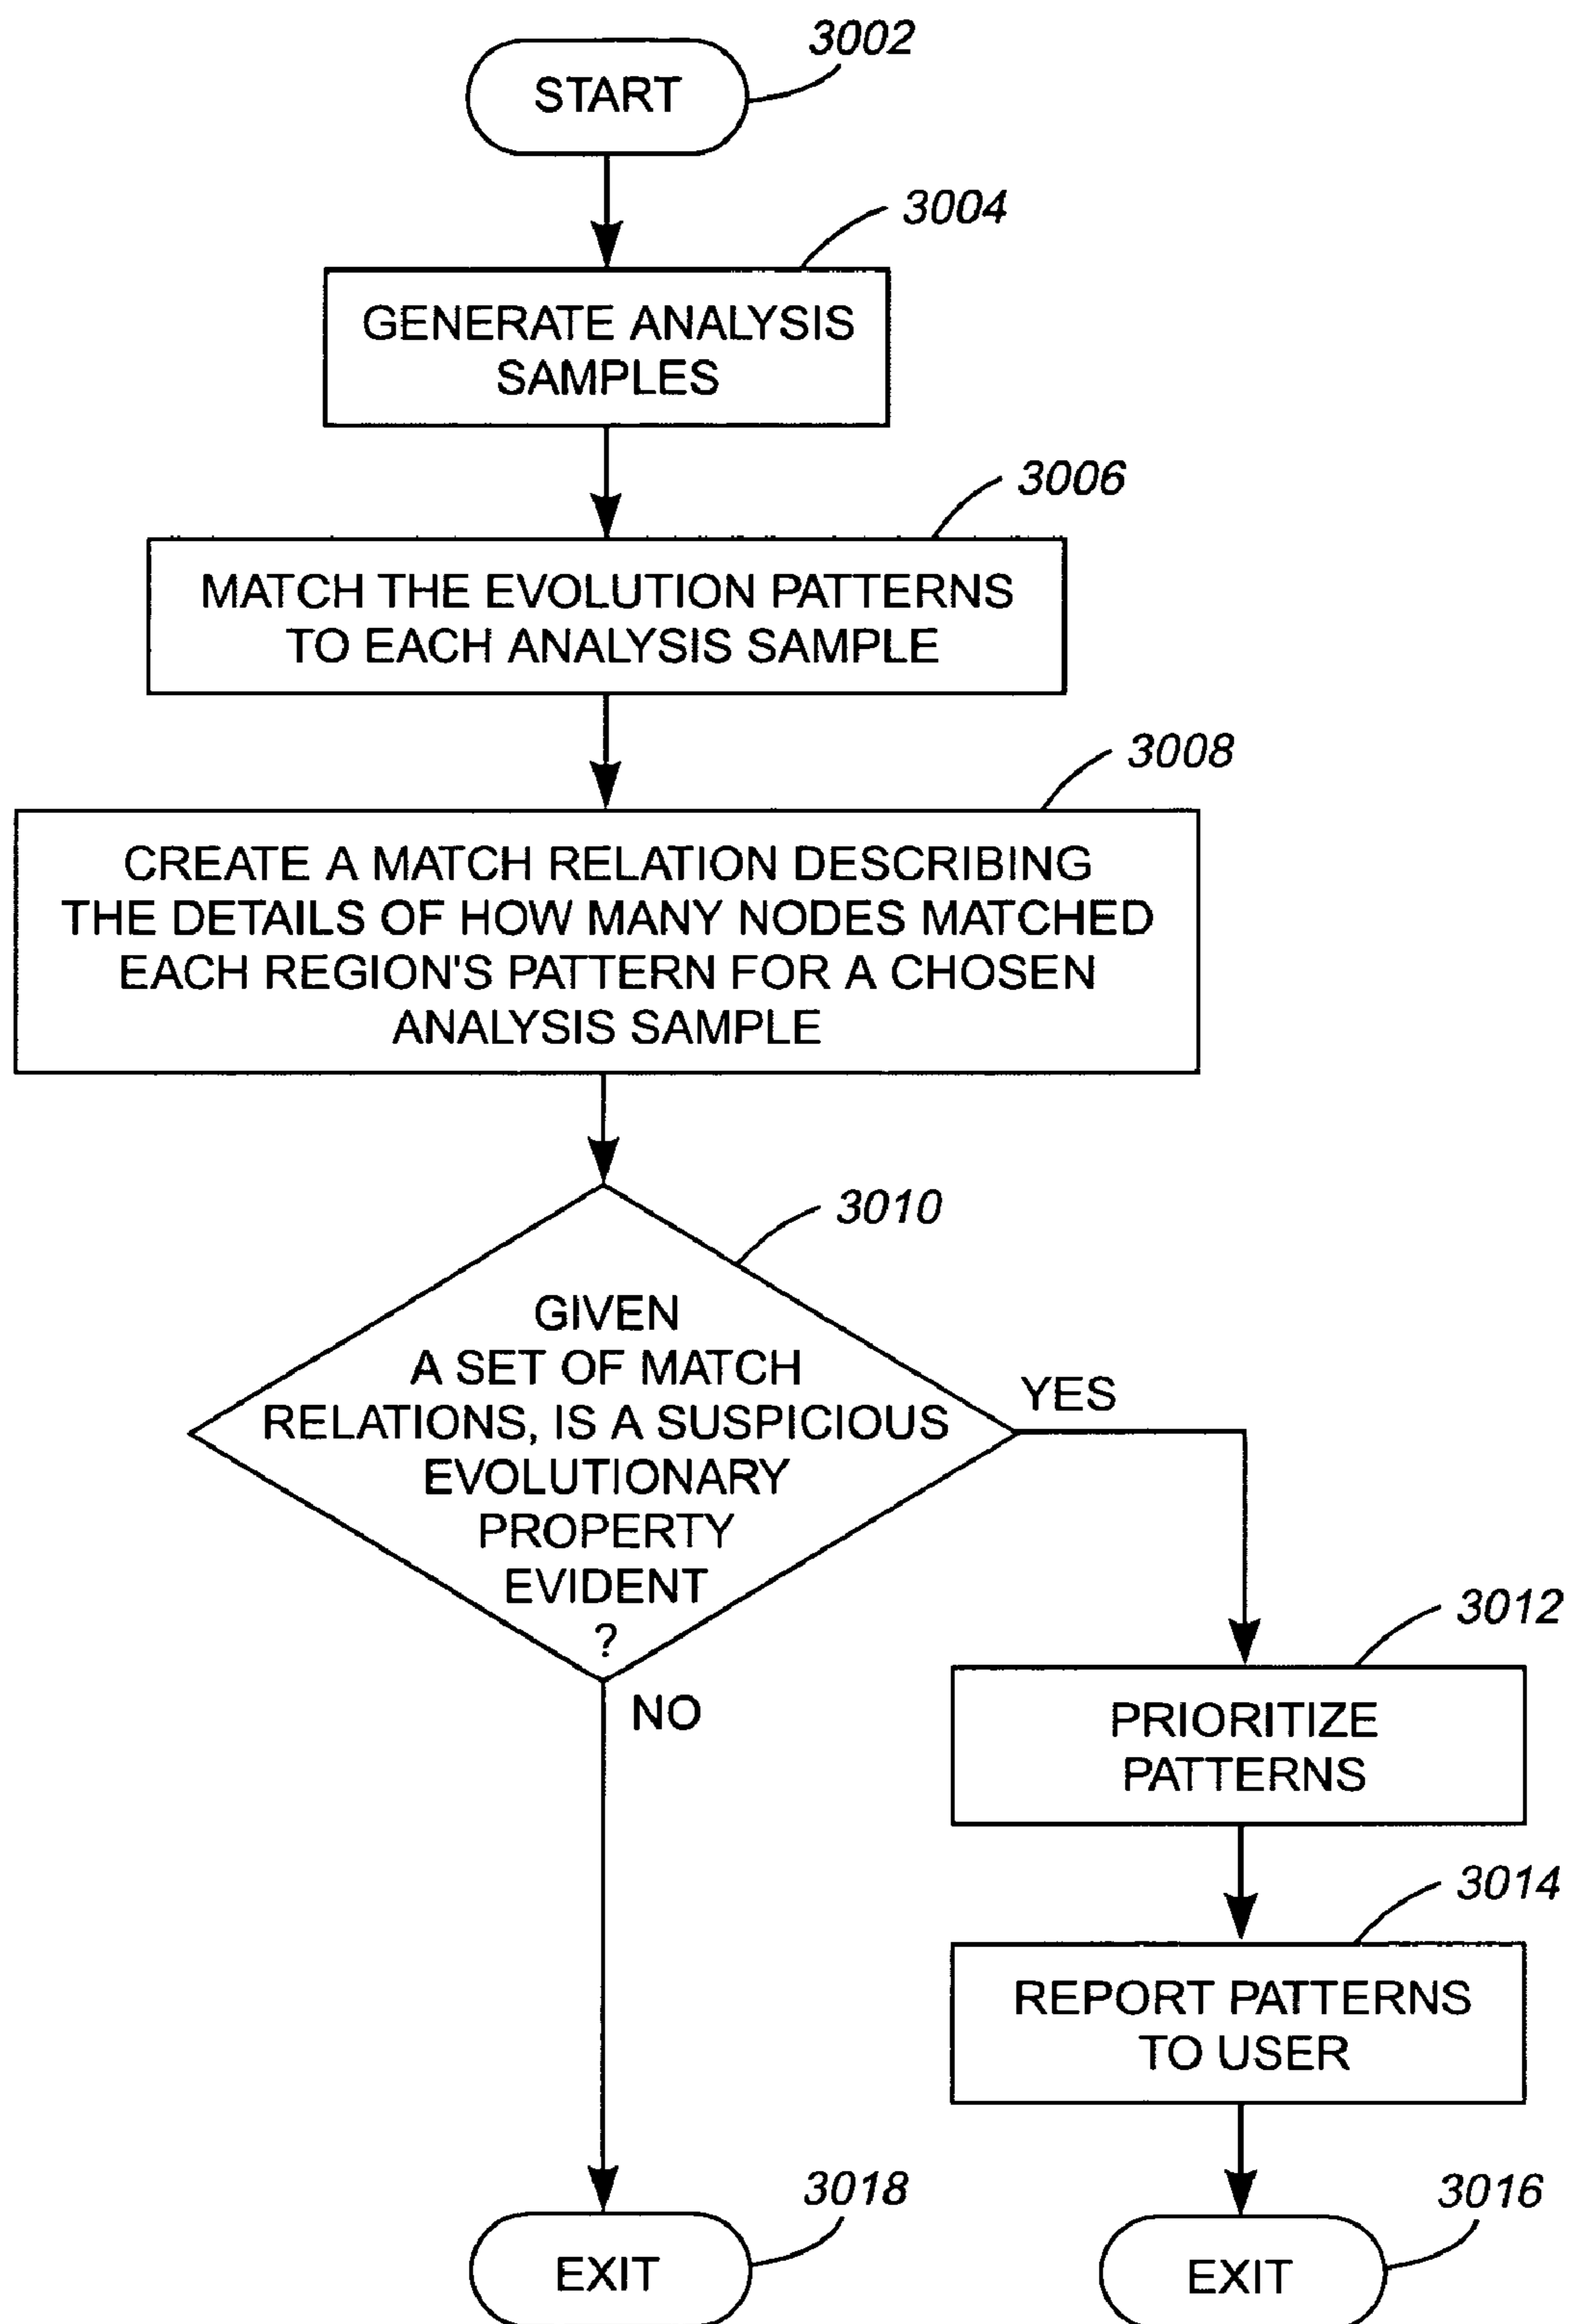 3002
START
3004
GENERATE ANALYSIS
SAMPLES
3006
MATCH THE EVOLUTION PATTERNS
TO EACH ANALYSIS SAMPLE
3008
CREATE A MATCH RELATION DESCRIBING
THE DETAILS OF HOW MANY NODES MATCHED
EACH REGION'S PATTERN FOR A CHOSEN
ANALYSIS SAMPLE
3010
GIVEN
A SET OF MATCH
RELATIONS, IS A SUSPICIOUS
EVOLUTIONARY
PROPERTY
EVIDENT
?
YES
NO
3012
PRIORITIZE
PATTERNS
3014
REPORT PATTERNS
TO USER
3018
EXIT
3016
EXIT